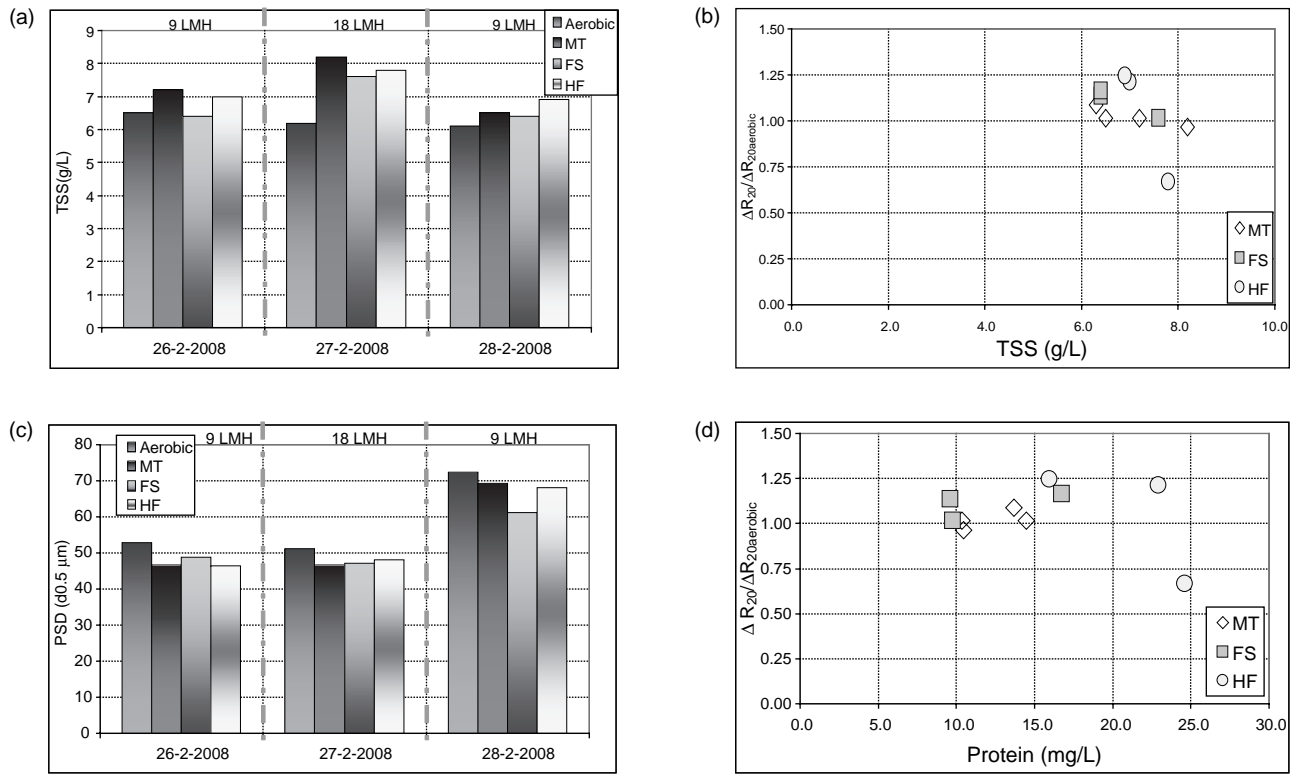 (a)
9 LMH
18 LMH
9 LMH
Aerobic
MT
FS
HF
TSS(g/L)
9
8
7
6
5
4
3
2
1
0
26-2-2008
27-2-2008
28-2-2008
(b)
ΔR20/ΔR20aerobic
1.50
1.25
1.00
0.75
0.50
0.25
0.00
MT
FS
HF
0.0
2.0
4.0
6.0
8.0
10.0
TSS (g/L)
(c)
9 LMH
18 LMH
9 LMH
Aerobic
MT
FS
HF
PSD (d0.5 µm)
80
70
60
50
40
30
20
10
0
26-2-2008
27-2-2008
28-2-2008
(d)
Δ R20/ΔR20aerobic
1.50
1.25
1.00
0.75
0.50
0.25
0.00
MT
FS
HF
0.0
5.0
10.0
15.0
20.0
25.0
30.0
Protein (mg/L)